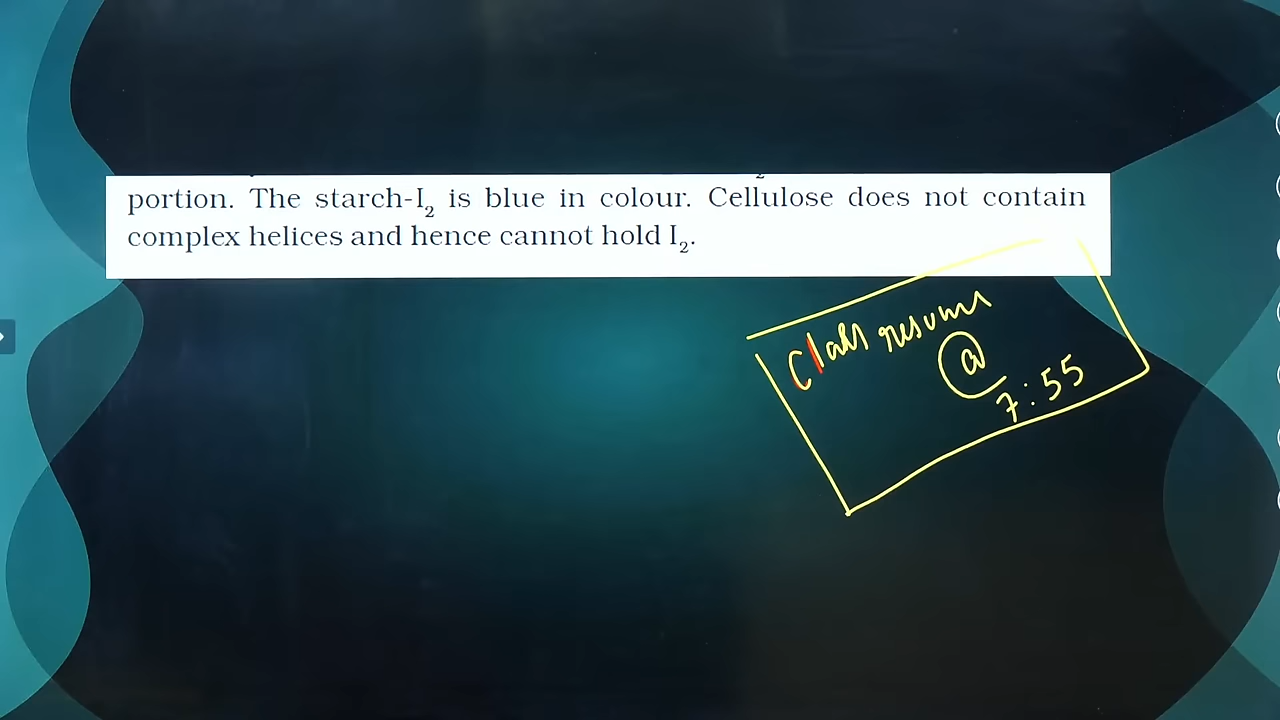 portion. The starch-I₂ is blue in colour. Cellulose does not contain
complex helices and hence cannot hold I₂.
Class resume
@
7:55